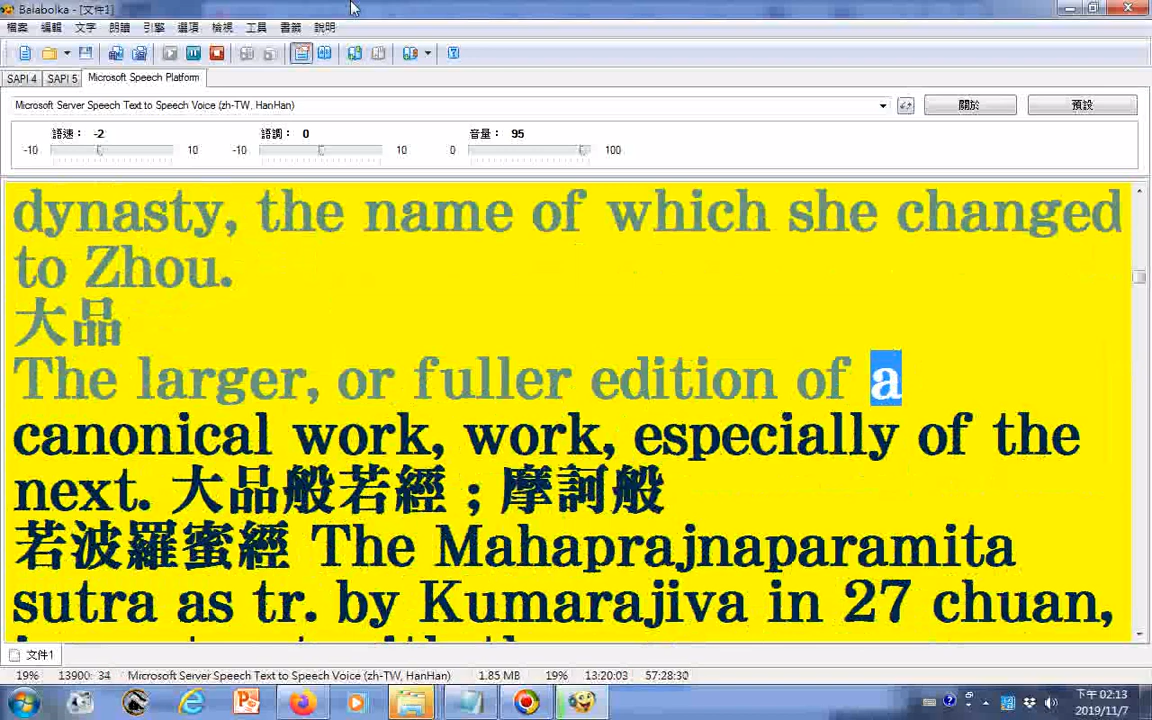 Balabolka - [文件1]
檔案 編輯 文字 朗讀 引擎 選項 檢視 工具 書籤 說明
SAPI 4 SAPI 5 Microsoft Speech Platform
Microsoft Server Speech Text to Speech Voice (zh-TW, HanHan) 關於 預設
語速： -2 語調： 0 音量： 95
-10 10 -10 10 0 100
dynasty, the name of which she changed
to Zhou.
大品
The larger, or fuller edition of a
canonical work, work, especially of the
next. 大品般若經；摩訶般
若波羅蜜經 The Mahaprajnaparamita
sutra as tr. by Kumarajiva in 27 chuan,
文件1
19% 13900: 34 Microsoft Server Speech Text to Speech Voice (zh-TW, HanHan) 1.85 MB 19% 13:20:03 57:28:30
下午 02:13
2019/11/7